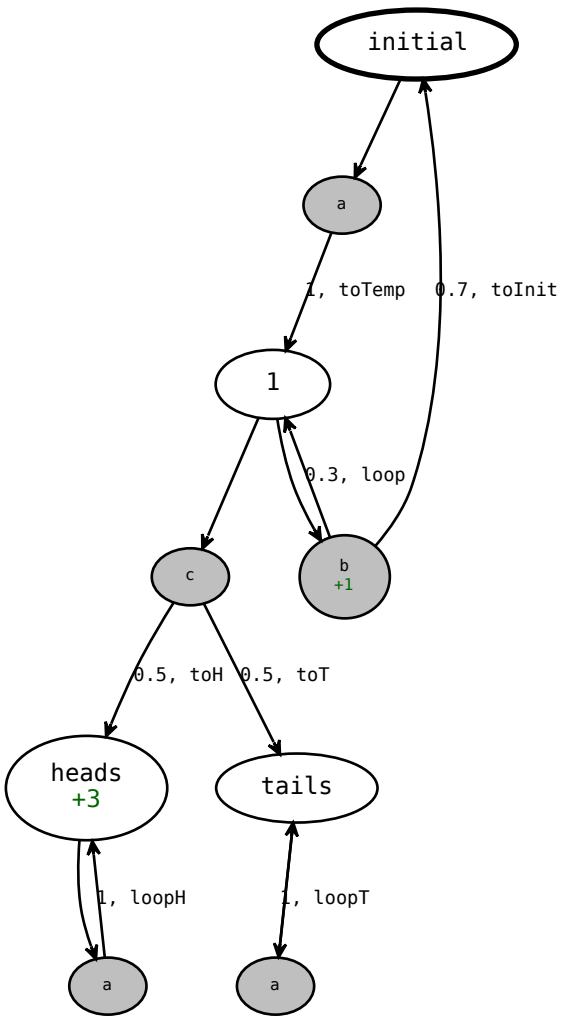 initial
a
1, toTemp
0.7, toInit
1
0.3, loop
c
b
+1
0.5, toH
0.5, toT
heads
+3
tails
1, loopH
1, loopT
a
a